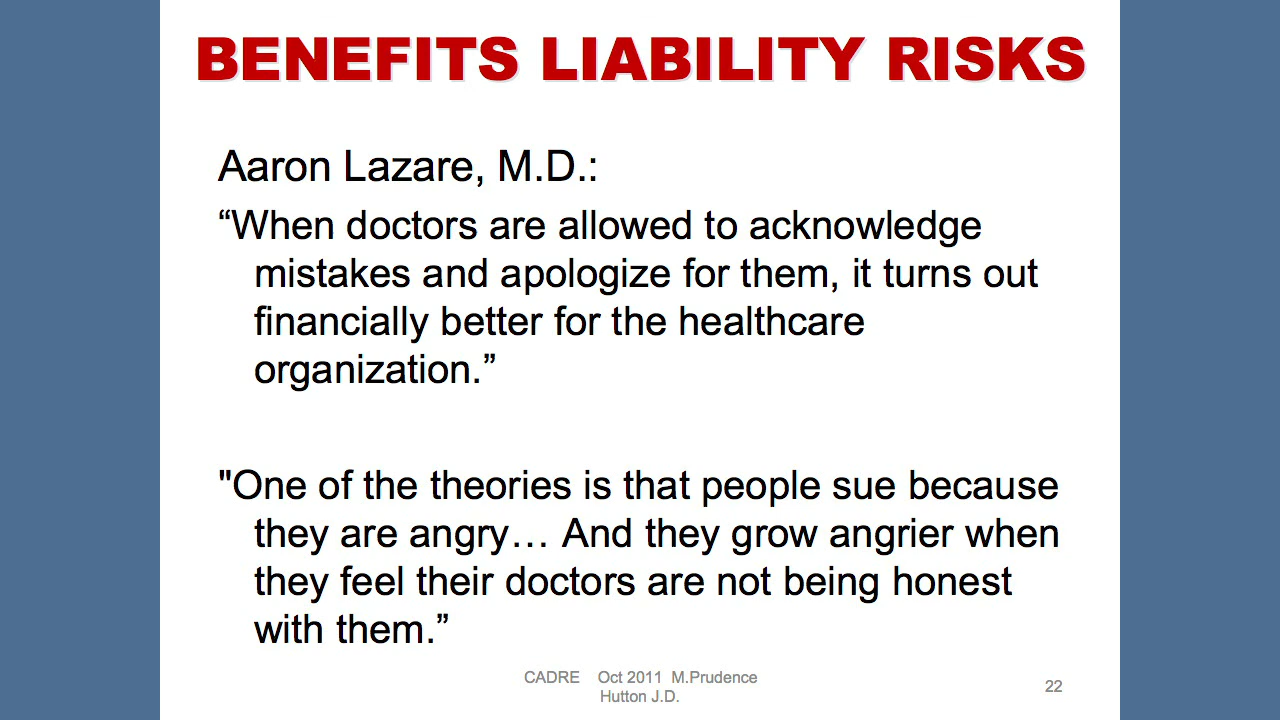 BENEFITS LIABILITY RISKS
Aaron Lazare, M.D.:
“When doctors are allowed to acknowledge
mistakes and apologize for them, it turns out
financially better for the healthcare
organization.”
"One of the theories is that people sue because
they are angry… And they grow angrier when
they feel their doctors are not being honest
with them.”
CADRE Oct 2011 M.Prudence
Hutton J.D.
22